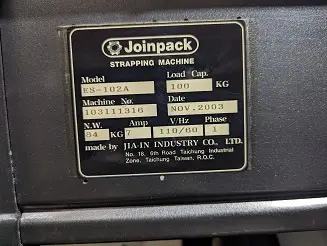 Joinpack
STRAPPING MACHINE
Model Load Cap.
ES-102A 100 KG
Machine No. Date
103111316 NOV.2003
N.W. Amp V/Hz Phase
84 KG 7 110/60 1
made by JIA-IN INDUSTRY CO., LTD.
No. 18, 6th Road Taichung Industrial
Zone, Taichung Taiwan, R.O.C.